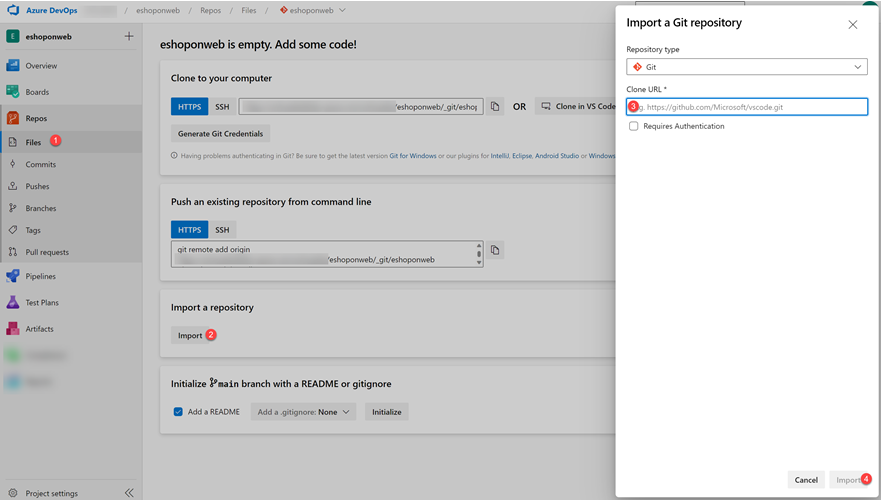 Azure DevOps / eshoponweb / Repos / Files / eshoponweb
E eshoponweb
Overview
Boards
Repos
Files 1
Commits
Pushes
Branches
Tags
Pull requests
Pipelines
Test Plans
Artifacts
Project settings
eshoponweb is empty. Add some code!
Clone to your computer
HTTPS SSH /eshoponweb/_git/eshop OR Clone in VS Code
Generate Git Credentials
Having problems authenticating in Git? Be sure to get the latest version Git for Windows or our plugins for IntelliJ, Eclipse, Android Studio or Windows
Push an existing repository from command line
HTTPS SSH
git remote add origin
/eshoponweb/_git/eshoponweb
Import a repository
Import 2
Initialize main branch with a README or gitignore
Add a README Add a .gitignore: None Initialize
Import a Git repository
Repository type
Git
Clone URL *
3 g. https://github.com/Microsoft/vscode.git
Requires Authentication
Cancel Import 4